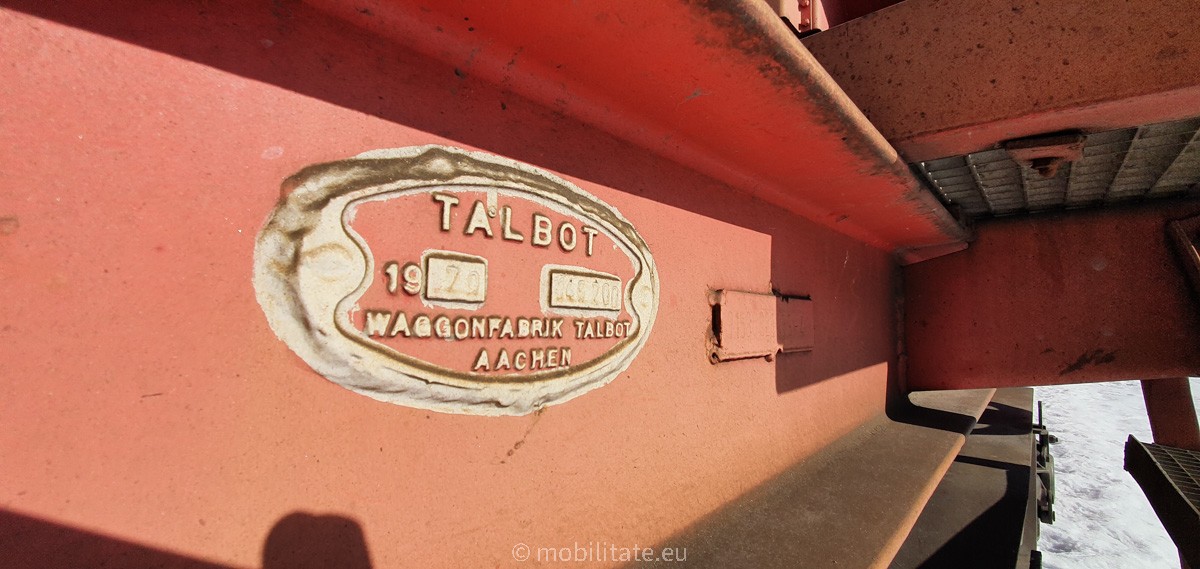 TALBOT
19 70
WAGGONFABRIK TALBOT
AACHEN
© mobilitate.eu